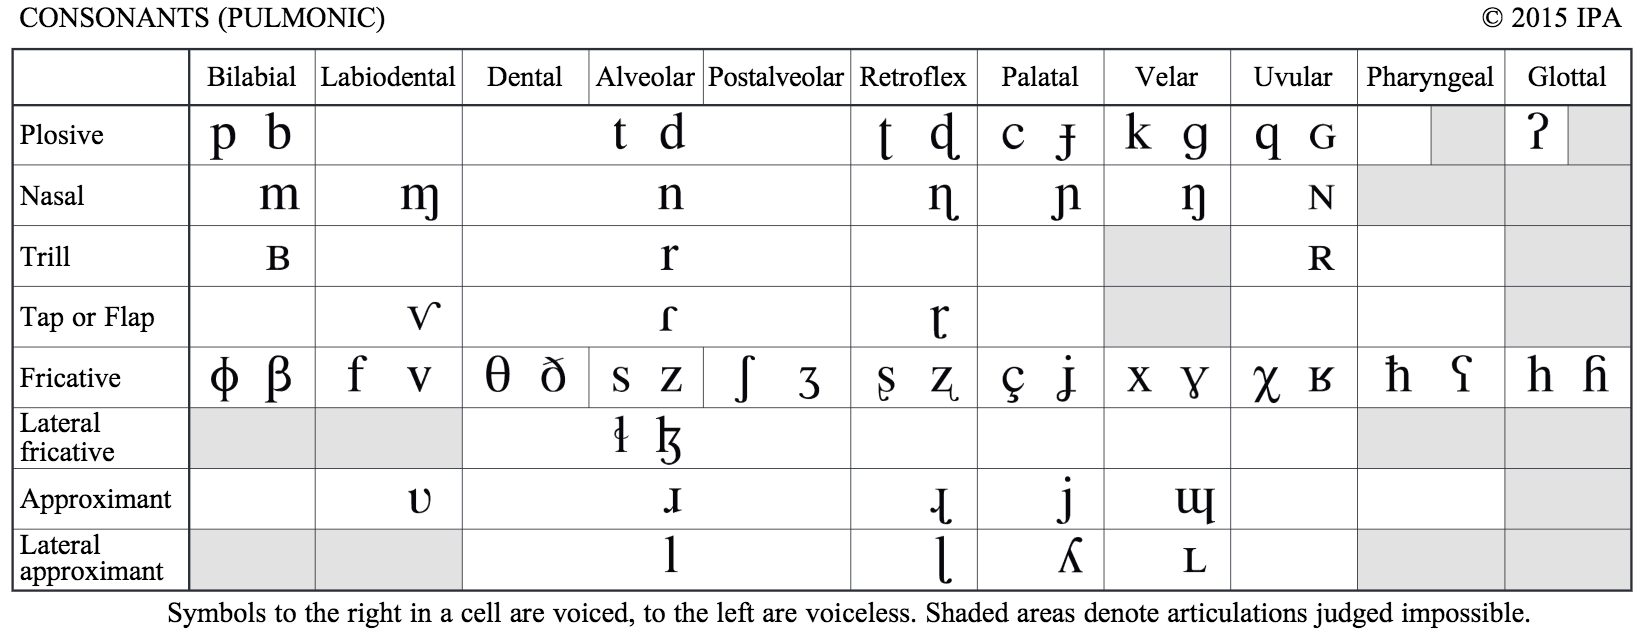 CONSONANTS (PULMONIC) © 2015 IPA
Bilabial Labiodental Dental Alveolar Postalveolar Retroflex Palatal Velar Uvular Pharyngeal Glottal
Plosive p b t d ʈ ɖ c ɟ k ɡ q ɢ ʔ
Nasal m ɱ n ɳ ɲ ŋ ɴ
Trill ʙ r ʀ
Tap or Flap ⱱ ɾ ɽ
Fricative ɸ β f v θ ð s z ʃ ʒ ʂ ʐ ç ʝ x ɣ χ ʁ ħ ʕ h ɦ
Lateral
fricative ɬ ɮ
Approximant ʋ ɹ ɻ j ɰ
Lateral
approximant l ɭ ʎ ʟ
Symbols to the right in a cell are voiced, to the left are voiceless. Shaded areas denote articulations judged impossible.